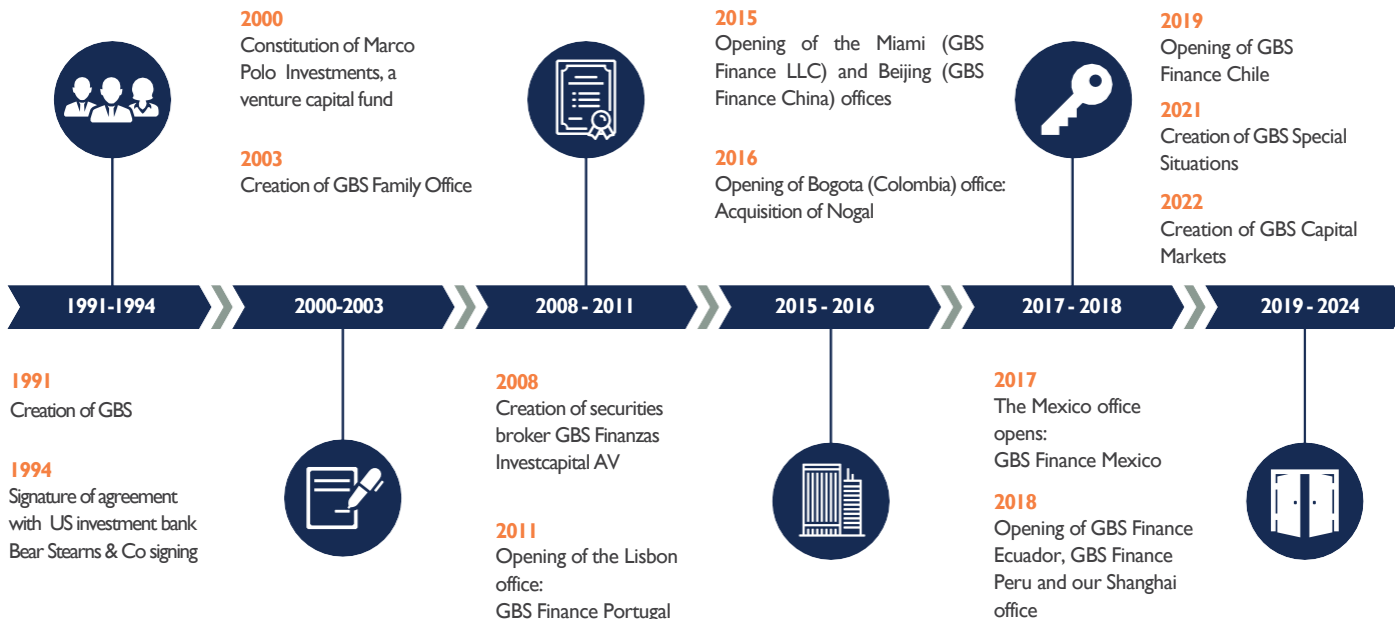 2000
Constitution of Marco
Polo Investments, a
venture capital fund
2003
Creation of GBS Family Office
2015
Opening of the Miami (GBS
Finance LLC) and Beijing (GBS
Finance China) offices
2016
Opening of Bogota (Colombia) office:
Acquisition of Nogal
2019
Opening of GBS
Finance Chile
2021
Creation of GBS Special
Situations
2022
Creation of GBS Capital
Markets
1991-1994
2000-2003
2008 - 2011
2015 - 2016
2017 - 2018
2019 - 2024
1991
Creation of GBS
1994
Signature of agreement
with US investment bank
Bear Stearns & Co signing
2008
Creation of securities
broker GBS Finanzas
Investcapital AV
2011
Opening of the Lisbon
office:
GBS Finance Portugal
2017
The Mexico office
opens:
GBS Finance Mexico
2018
Opening of GBS Finance
Ecuador, GBS Finance
Peru and our Shanghai
office